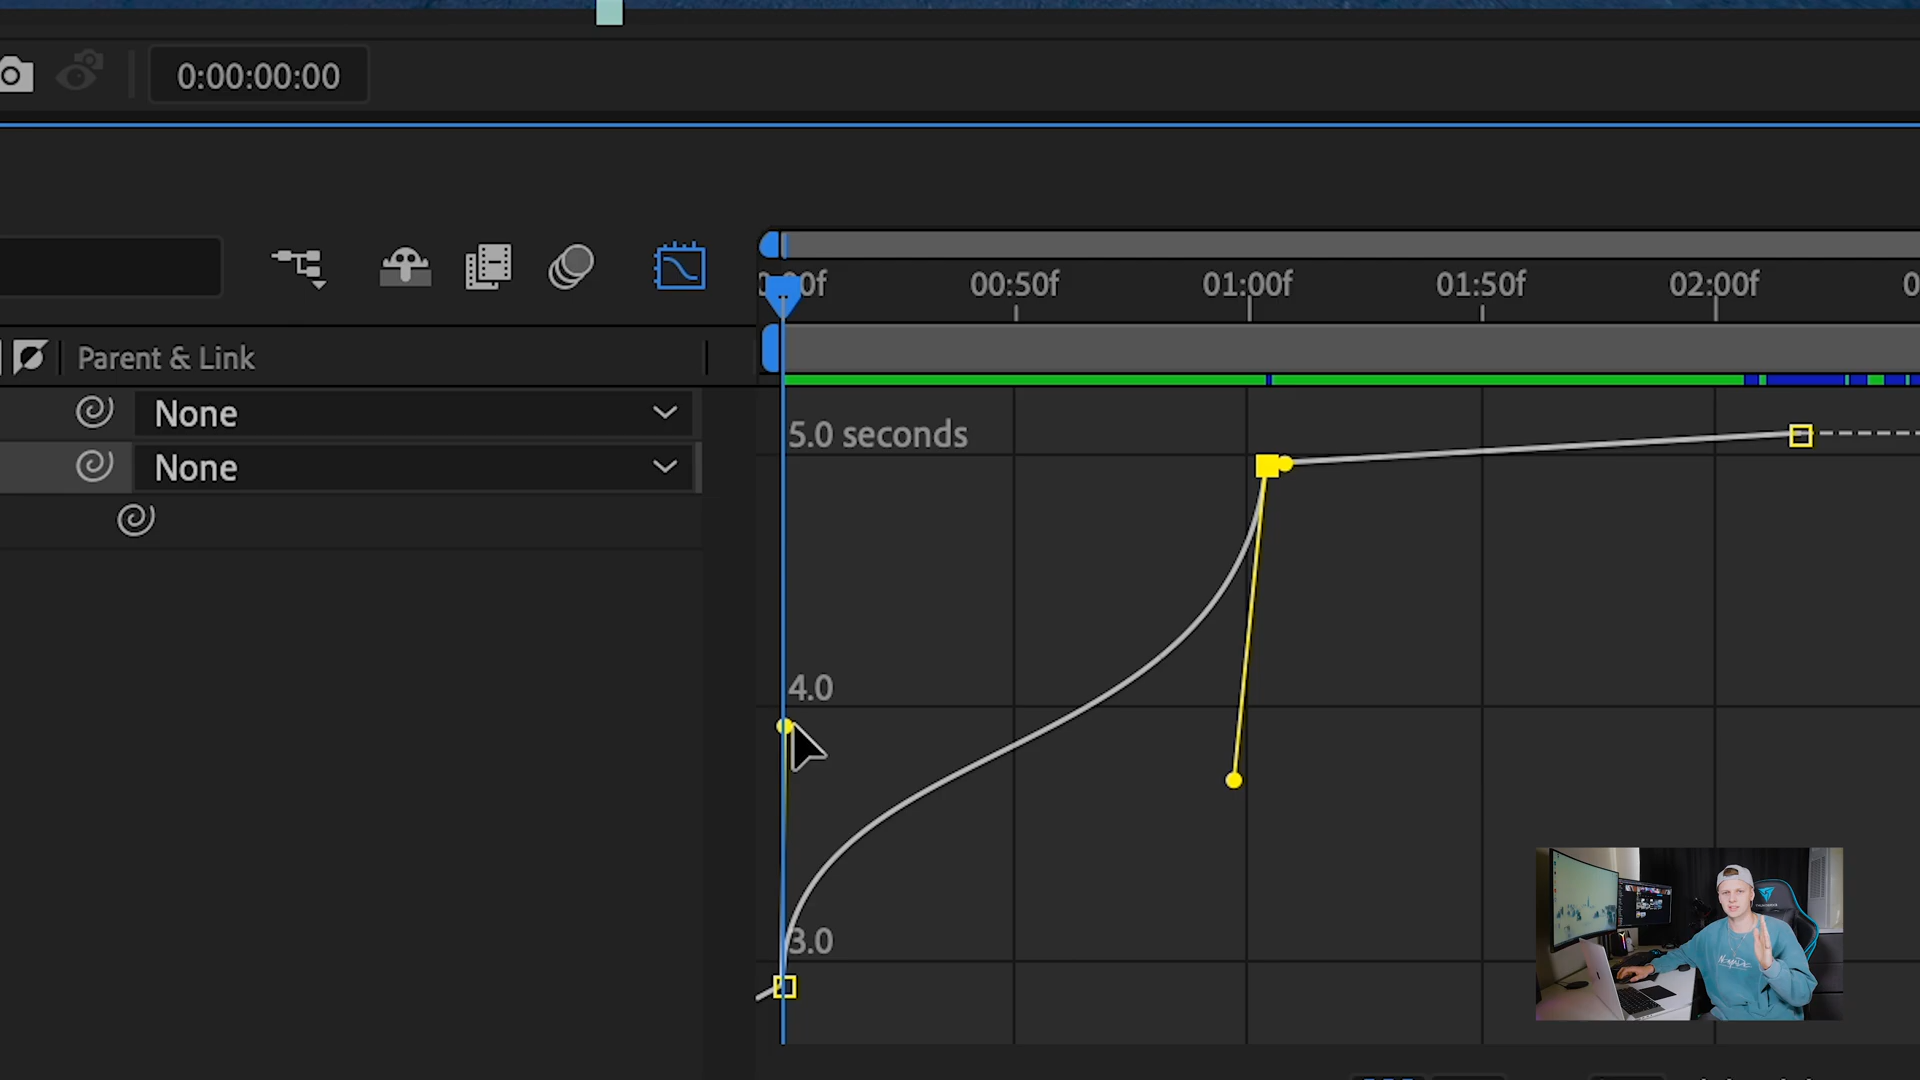 0:00:00:00
00:50f
01:00f
01:50f
02:00f
Parent & Link
None
None
5.0 seconds
4.0
3.0